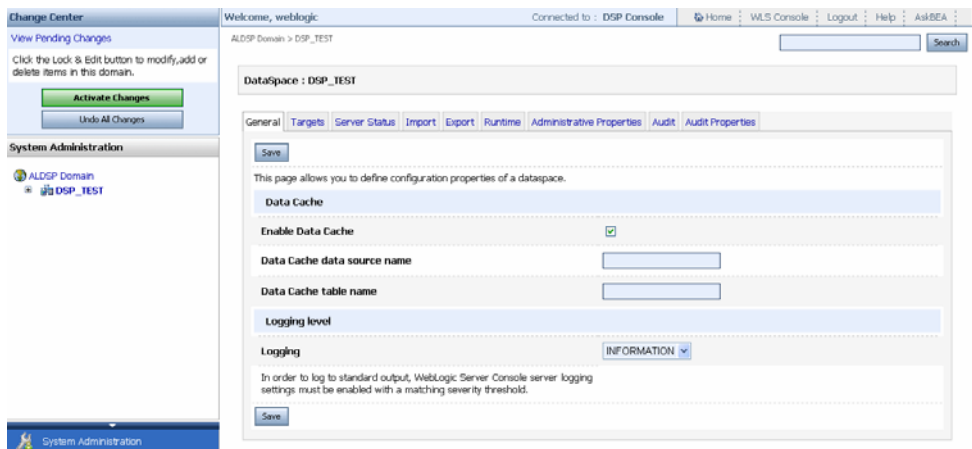 Change Center
View Pending Changes
Click the Lock & Edit button to modify,add or
delete items in this domain.
Activate Changes
Undo All Changes
System Administration
ALDSP Domain
DSP_TEST
System Administration
Welcome, weblogic
Connected to : DSP Console
Home
WLS Console
Logout
Help
AskBEA
ALDSP Domain > DSP_TEST
Search
DataSpace : DSP_TEST
General
Targets
Server Status
Import
Export
Runtime
Administrative Properties
Audit
Audit Properties
Save
This page allows you to define configuration properties of a dataspace.
Data Cache
Enable Data Cache
Data Cache data source name
Data Cache table name
Logging level
Logging
INFORMATION
In order to log to standard output, WebLogic Server Console server logging
settings must be enabled with a matching severity threshold.
Save